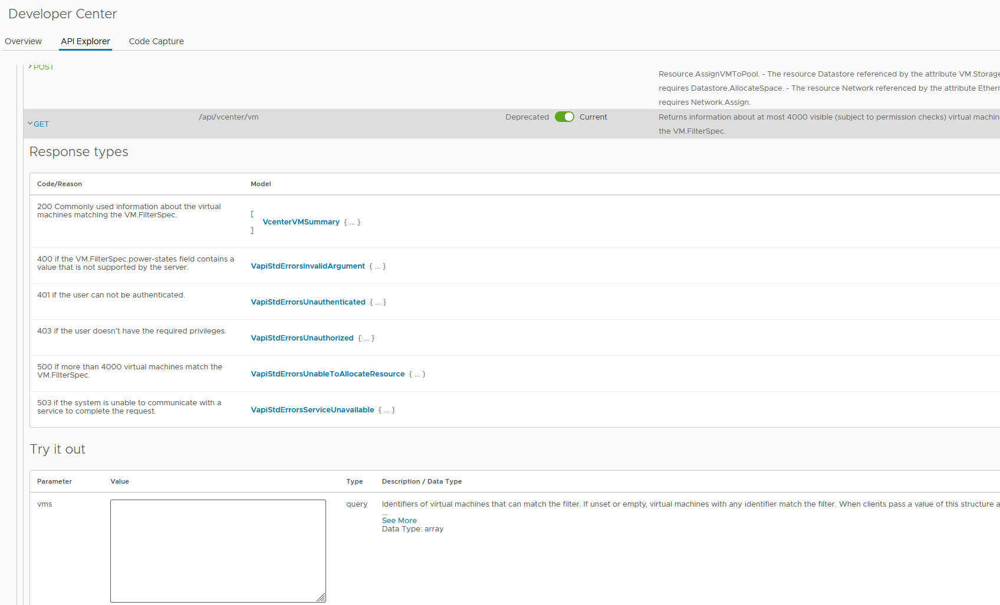 Developer Center
Overview API Explorer Code Capture
POST
Resource.AssignVMToPool. - The resource Datastore referenced by the attribute VM.Storage
requires Datastore.AllocateSpace. - The resource Network referenced by the attribute Ethern
requires Network.Assign.
GET /api/vcenter/vm Deprecated Current Returns information about at most 4000 visible (subject to permission checks) virtual machin
the VM.FilterSpec.
Response types
Code/Reason Model
200 Commonly used information about the virtual
machines matching the VM.FilterSpec.
[
VcenterVMSummary { ... }
]
400 if the VM.FilterSpec.power-states field contains a
value that is not supported by the server.
VapiStdErrorsInvalidArgument { ... }
401 if the user can not be authenticated.
VapiStdErrorsUnauthenticated { ... }
403 if the user doesn't have the required privileges.
VapiStdErrorsUnauthorized { ... }
500 if more than 4000 virtual machines match the
VM.FilterSpec.
VapiStdErrorsUnableToAllocateResource { ... }
503 if the system is unable to communicate with a
service to complete the request.
VapiStdErrorsServiceUnavailable { ... }
Try it out
Parameter Value Type Description / Data Type
vms query Identifiers of virtual machines that can match the filter. If unset or empty, virtual machines with any identifier match the filter. When clients pass a value of this structure a
...
See More
Data Type: array